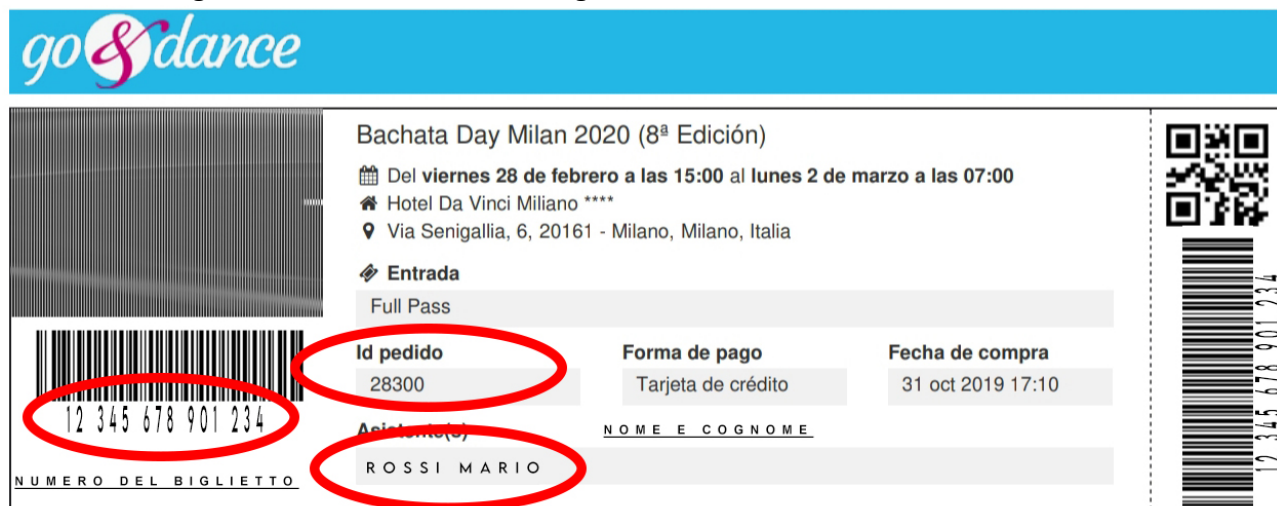 go&dance
Bachata Day Milan 2020 (8ª Edición)
Del viernes 28 de febrero a las 15:00 al lunes 2 de marzo a las 07:00
Hotel Da Vinci Miliano ****
Via Senigallia, 6, 20161 - Milano, Milano, Italia
Entrada
Full Pass
Id pedido Forma de pago Fecha de compra
28300 Tarjeta de crédito 31 oct 2019 17:10
12 345 678 901 234
Asistente(s) NOME E COGNOME
ROSSI MARIO
NUMERO DEL BIGLIETTO
12 345 678 901 234